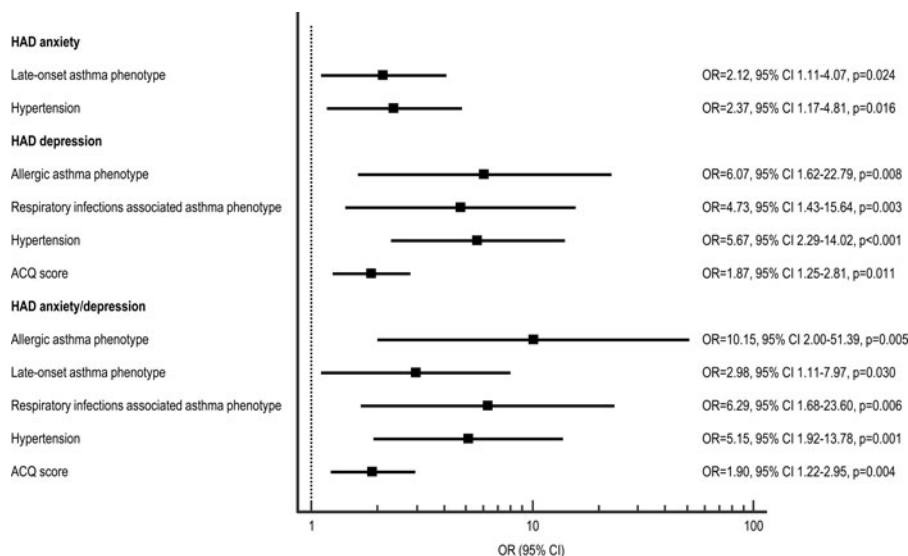 HAD anxiety
Late-onset asthma phenotype OR=2.12, 95% CI 1.11-4.07, p=0.024
Hypertension OR=2.37, 95% CI 1.17-4.81, p=0.016
HAD depression
Allergic asthma phenotype OR=6.07, 95% CI 1.62-22.79, p=0.008
Respiratory infections associated asthma phenotype OR=4.73, 95% CI 1.43-15.64, p=0.003
Hypertension OR=5.67, 95% CI 2.29-14.02, p<0.001
ACQ score OR=1.87, 95% CI 1.25-2.81, p=0.011
HAD anxiety/depression
Allergic asthma phenotype OR=10.15, 95% CI 2.00-51.39, p=0.005
Late-onset asthma phenotype OR=2.98, 95% CI 1.11-7.97, p=0.030
Respiratory infections associated asthma phenotype OR=6.29, 95% CI 1.68-23.60, p=0.006
Hypertension OR=5.15, 95% CI 1.92-13.78, p=0.001
ACQ score OR=1.90, 95% CI 1.22-2.95, p=0.004
1 10 100
OR (95% CI)